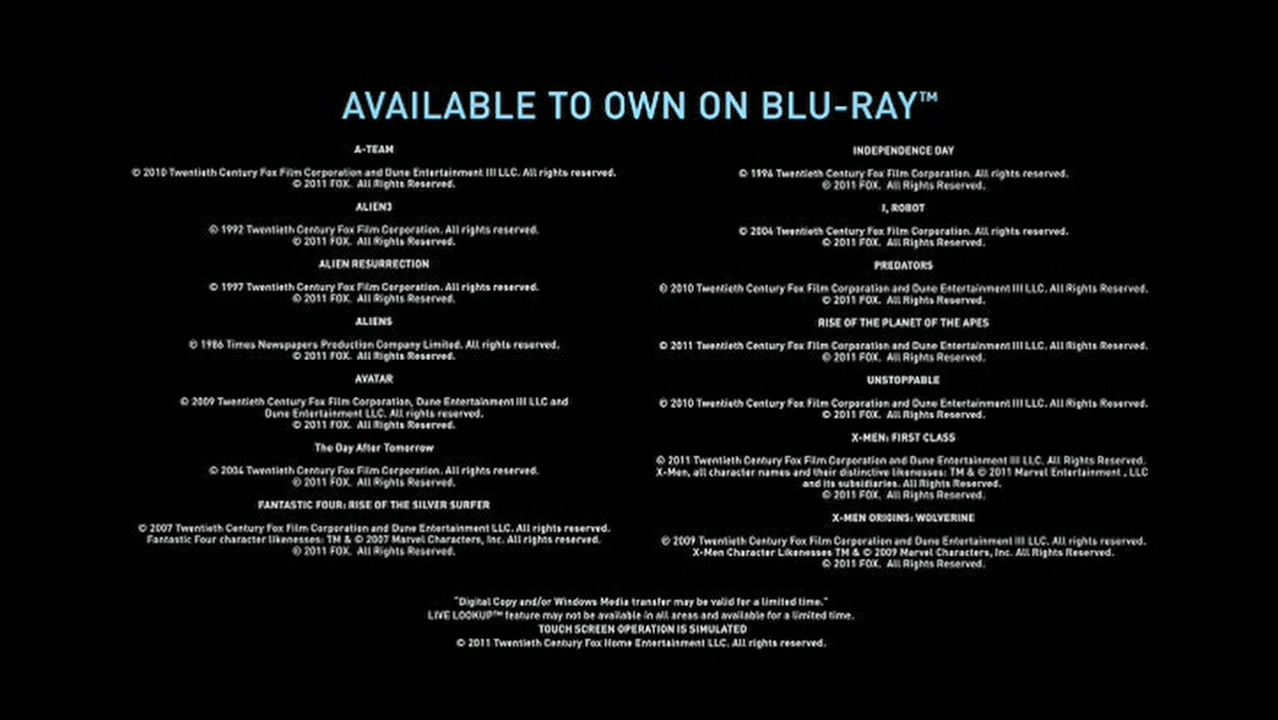 AVAILABLE TO OWN ON BLU-RAY™
A-TEAM
© 2010 Twentieth Century Fox Film Corporation and Dune Entertainment III LLC. All rights reserved.
© 2011 FOX. All Rights Reserved.
ALIEN3
© 1992 Twentieth Century Fox Film Corporation. All rights reserved.
© 2011 FOX. All Rights Reserved.
ALIEN RESURRECTION
© 1997 Twentieth Century Fox Film Corporation. All rights reserved.
© 2011 FOX. All Rights Reserved.
ALIENS
© 1986 Times Newspapers Production Company Limited. All rights reserved.
© 2011 FOX. All Rights Reserved.
AVATAR
© 2009 Twentieth Century Fox Film Corporation, Dune Entertainment III LLC and
Dune Entertainment LLC. All rights reserved.
© 2011 FOX. All Rights Reserved.
The Day After Tomorrow
© 2004 Twentieth Century Fox Film Corporation. All rights reserved.
© 2011 FOX. All Rights Reserved.
FANTASTIC FOUR: RISE OF THE SILVER SURFER
© 2007 Twentieth Century Fox Film Corporation and Dune Entertainment LLC. All rights reserved.
Fantastic Four character likenesses: TM & © 2007 Marvel Characters, Inc. All rights reserved.
© 2011 FOX. All Rights Reserved.
INDEPENDENCE DAY
© 1996 Twentieth Century Fox Film Corporation. All rights reserved.
© 2011 FOX. All Rights Reserved.
I, ROBOT
© 2004 Twentieth Century Fox Film Corporation. All rights reserved.
© 2011 FOX. All Rights Reserved.
PREDATORS
© 2010 Twentieth Century Fox Film Corporation and Dune Entertainment III LLC. All Rights Reserved.
© 2011 FOX. All Rights Reserved.
RISE OF THE PLANET OF THE APES
© 2011 Twentieth Century Fox Film Corporation and Dune Entertainment III LLC. All Rights Reserved.
© 2011 FOX. All Rights Reserved.
UNSTOPPABLE
© 2010 Twentieth Century Fox Film Corporation and Dune Entertainment III LLC. All Rights Reserved.
© 2011 FOX. All Rights Reserved.
X-MEN: FIRST CLASS
© 2011 Twentieth Century Fox Film Corporation and Dune Entertainment III LLC. All Rights Reserved.
X-Men, all character names and their distinctive likenesses: TM & © 2011 Marvel Entertainment , LLC
and its subsidiaries. All Rights Reserved.
© 2011 FOX. All Rights Reserved.
X-MEN ORIGINS: WOLVERINE
© 2009 Twentieth Century Fox Film Corporation and Dune Entertainment III LLC. All rights reserved.
X-Men Character Likenesses TM & © 2009 Marvel Characters, Inc. All Rights Reserved.
© 2011 FOX. All Rights Reserved.
"Digital Copy and/or Windows Media transfer may be valid for a limited time."
LIVE LOOKUP™ feature may not be available in all areas and available for a limited time.
TOUCH SCREEN OPERATION IS SIMULATED
© 2011 Twentieth Century Fox Home Entertainment LLC. All rights reserved.